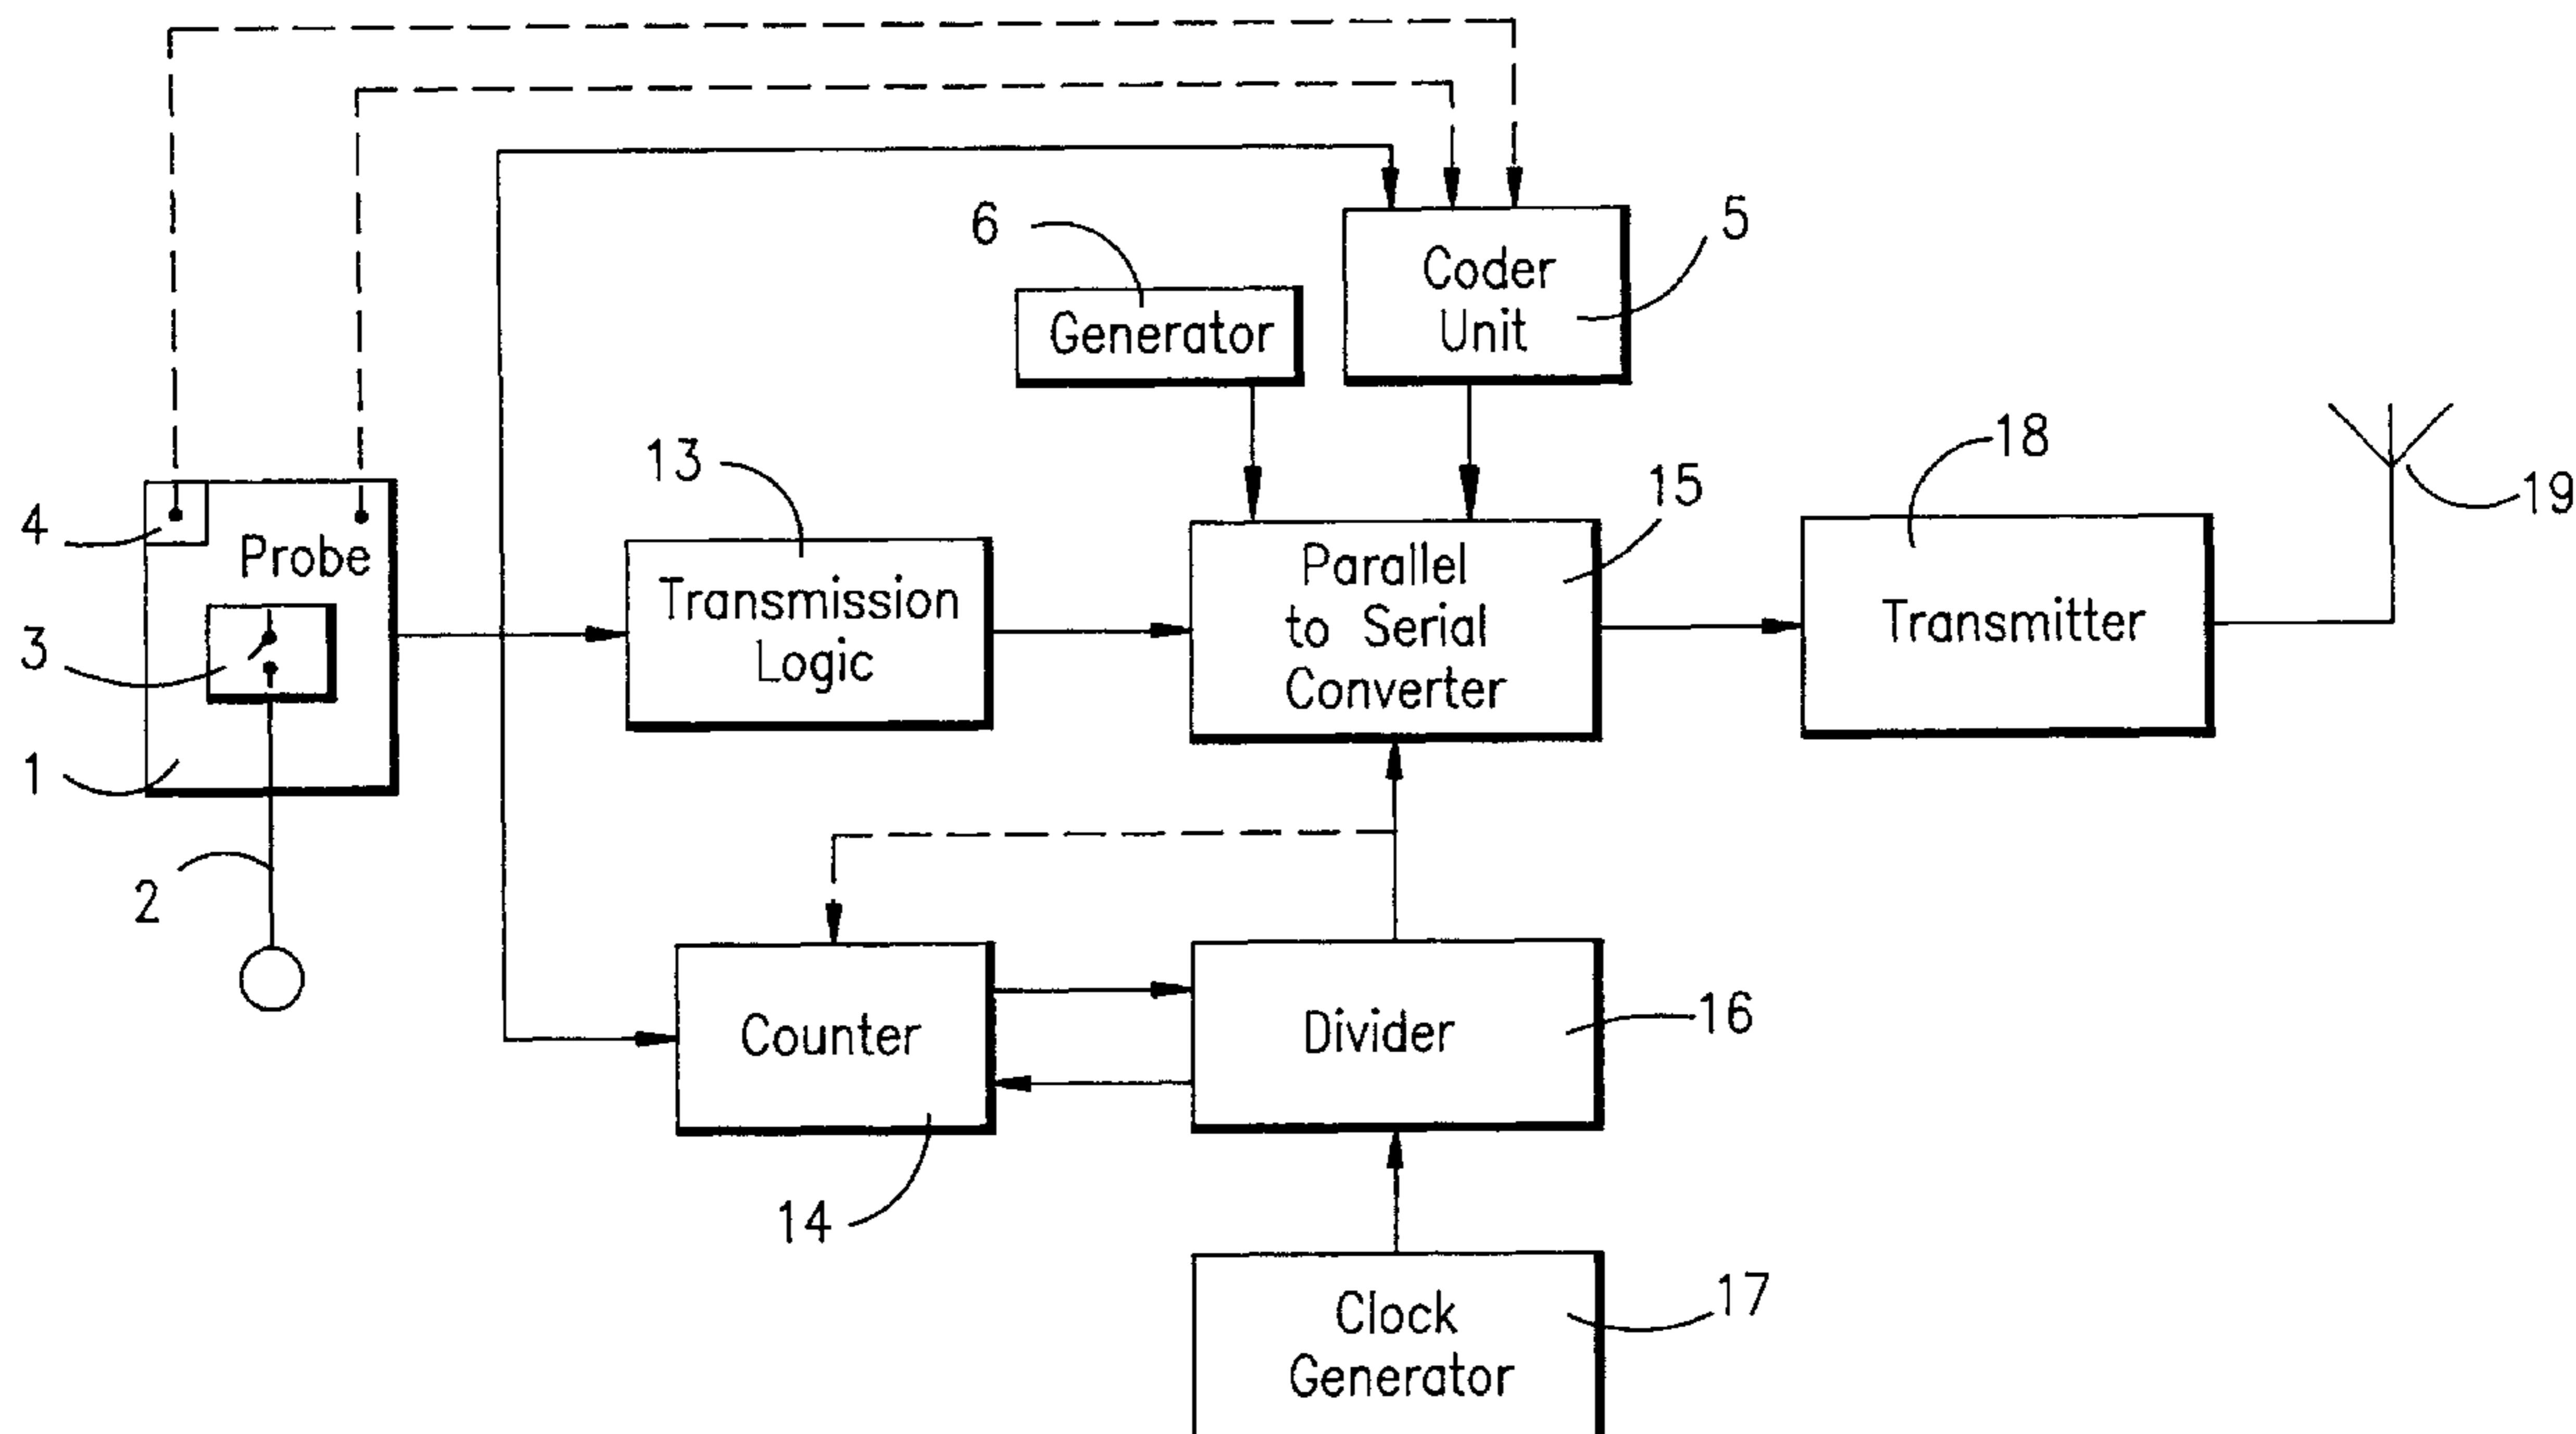 6
5
Coder
Unit
Generator
13
18
15
19
4
Probe
Transmission
Logic
Parallel
to Serial
Converter
Transmitter
3
1
2
Counter
Divider
16
14
17
Clock
Generator